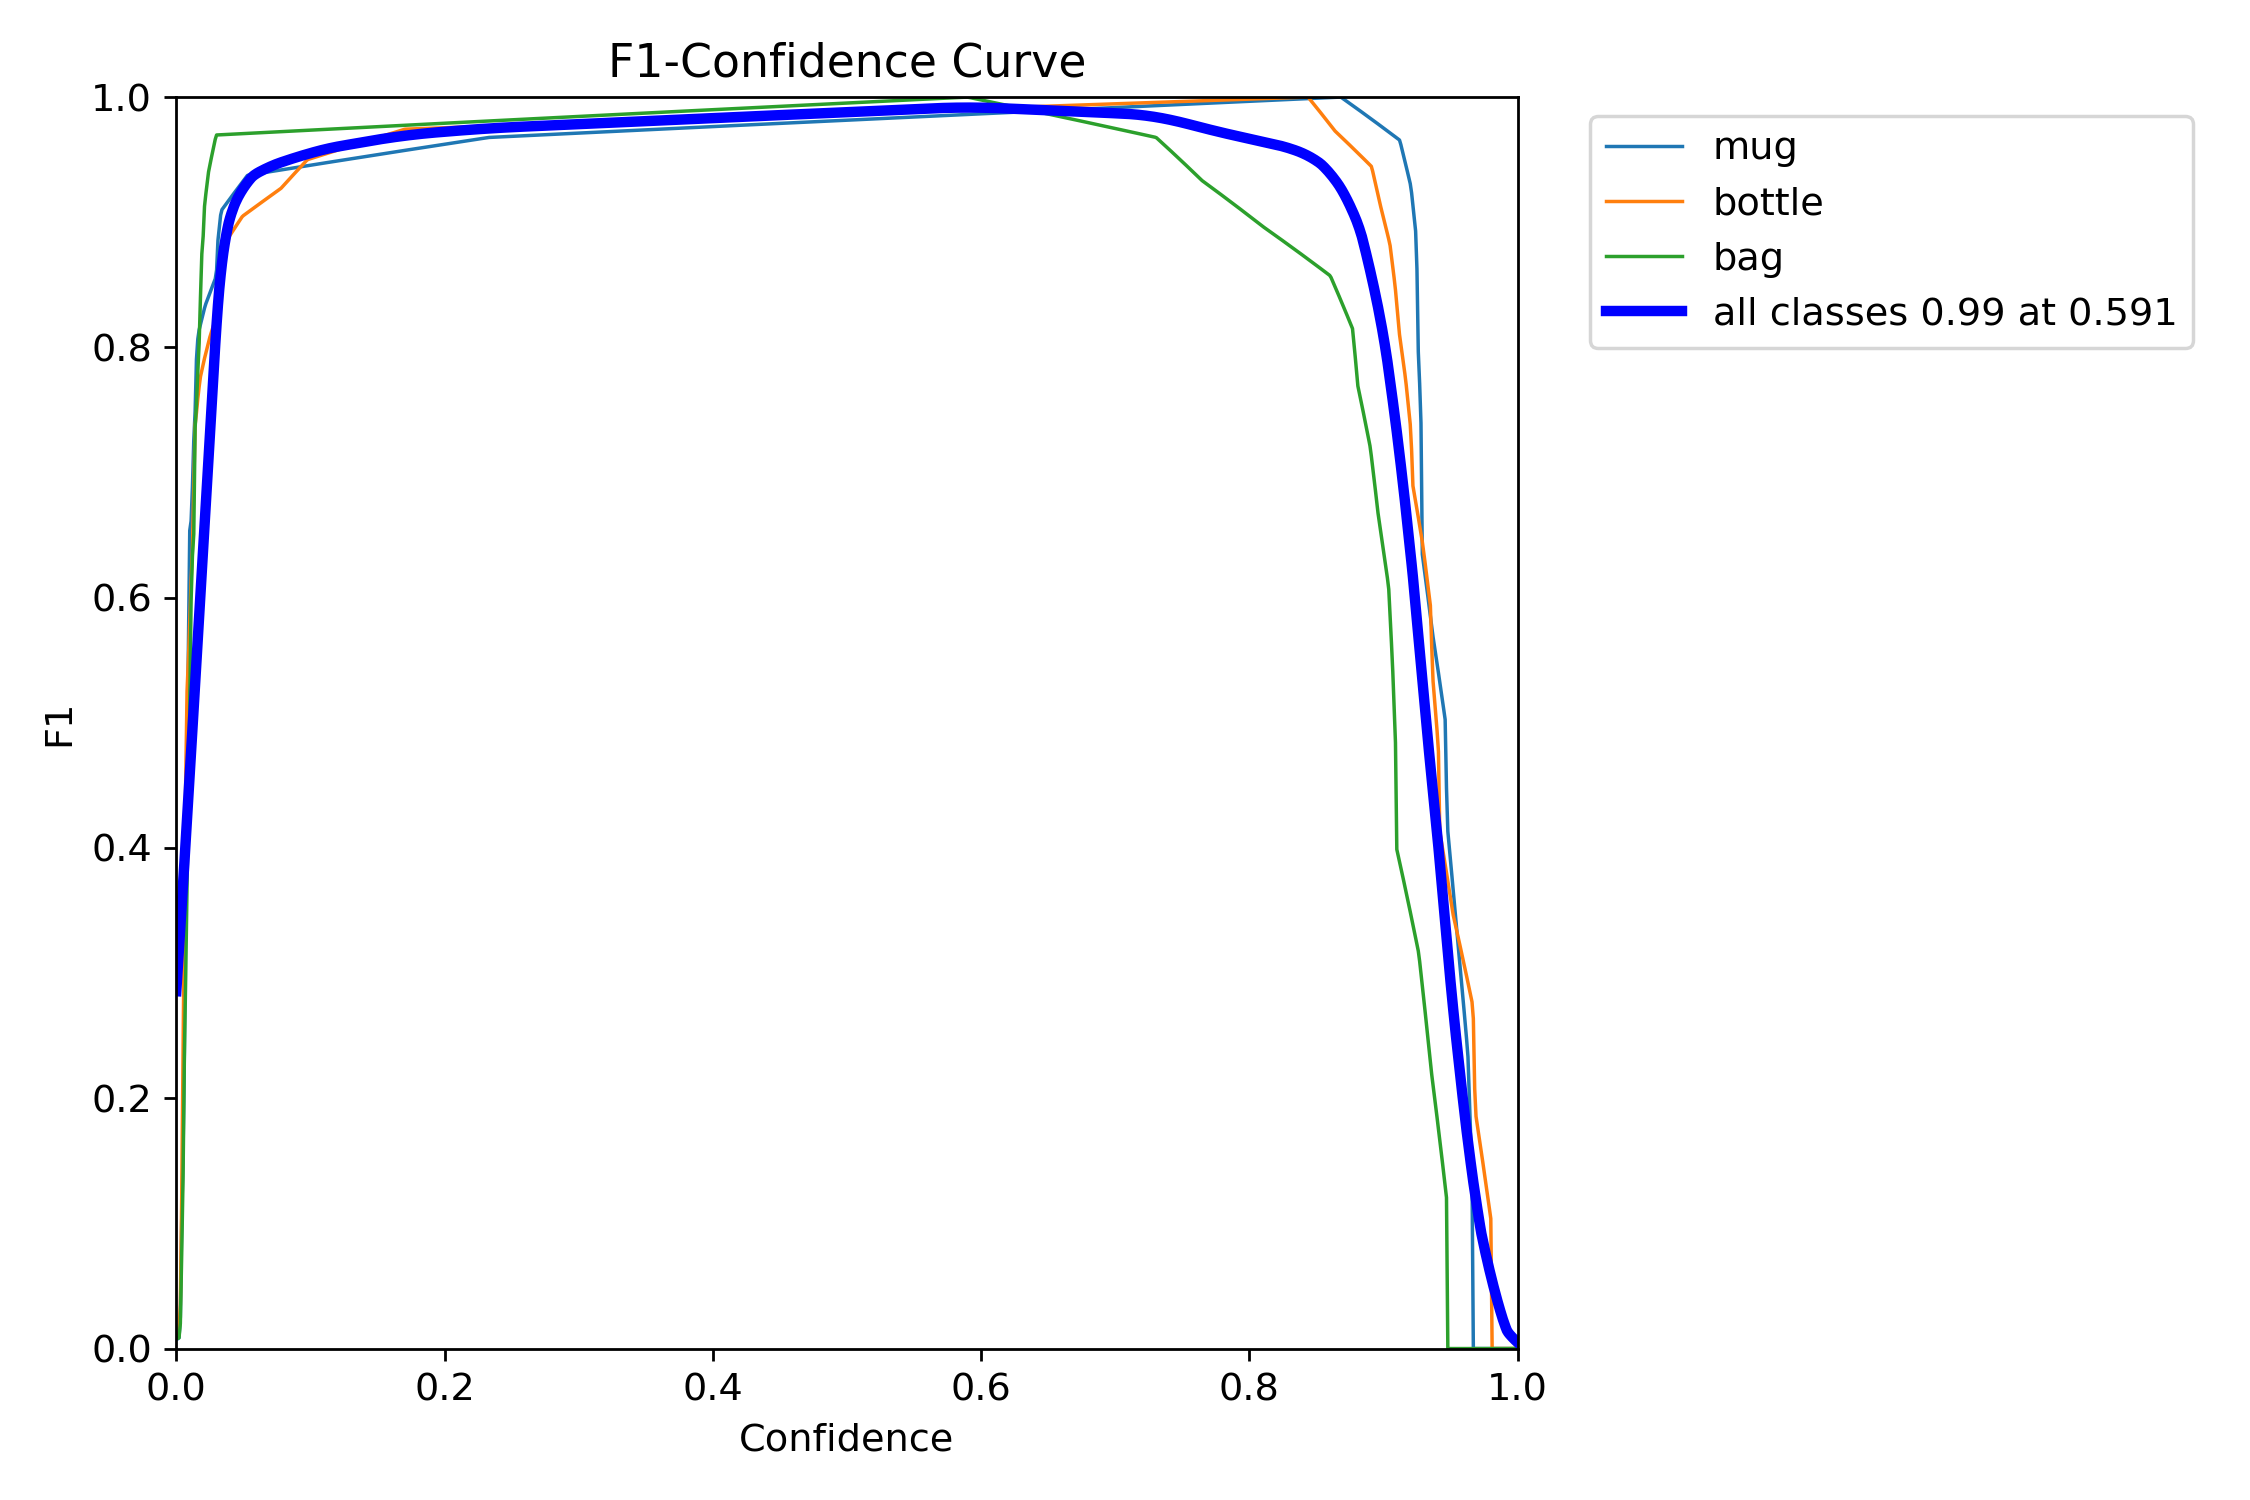 F1-Confidence Curve
1.0
0.8
0.6
0.4
0.2
0.0
F1
0.0 0.2 0.4 0.6 0.8 1.0
Confidence
mug
bottle
bag
all classes 0.99 at 0.591